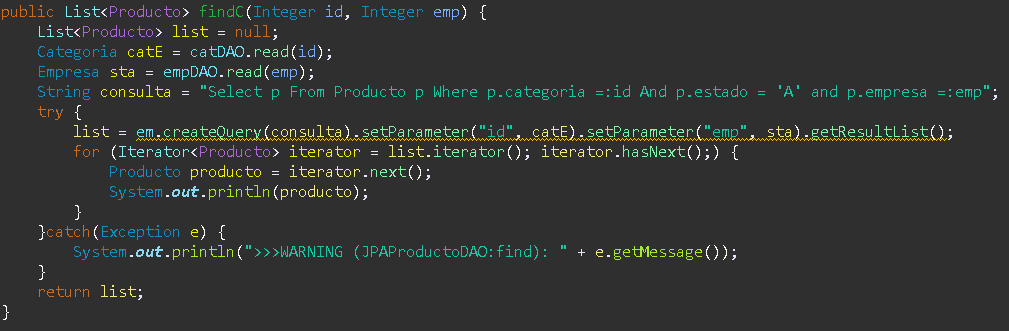 public List<Producto> findC(Integer id, Integer emp) {
    List<Producto> list = null;
    Categoria catE = catDAO.read(id);
    Empresa sta = empDAO.read(emp);
    String consulta = "Select p From Producto p Where p.categoria =:id And p.estado = 'A' and p.empresa =:emp";
    try {
        list = em.createQuery(consulta).setParameter("id", catE).setParameter("emp", sta).getResultList();
        for (Iterator<Producto> iterator = list.iterator(); iterator.hasNext();) {
            Producto producto = iterator.next();
            System.out.println(producto);
        }
    }catch(Exception e) {
        System.out.println(">>>WARNING (JPAProductoDAO:find): " + e.getMessage());
    }
    return list;
}